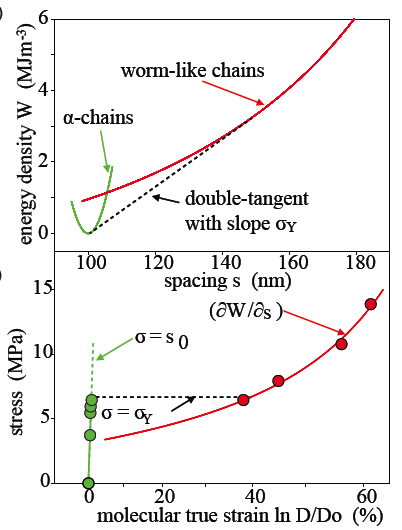 )
energy density W (MJm-³)
6
4
2
0
worm-like chains
α-chains
double-tangent
with slope σY
100 120 140 160 180
spacing s (nm)
)
stress (MPa)
15
10
5
0
(∂W/∂s)
σ = s0
σ = σY
0 20 40 60
molecular true strain ln D/Do (%)